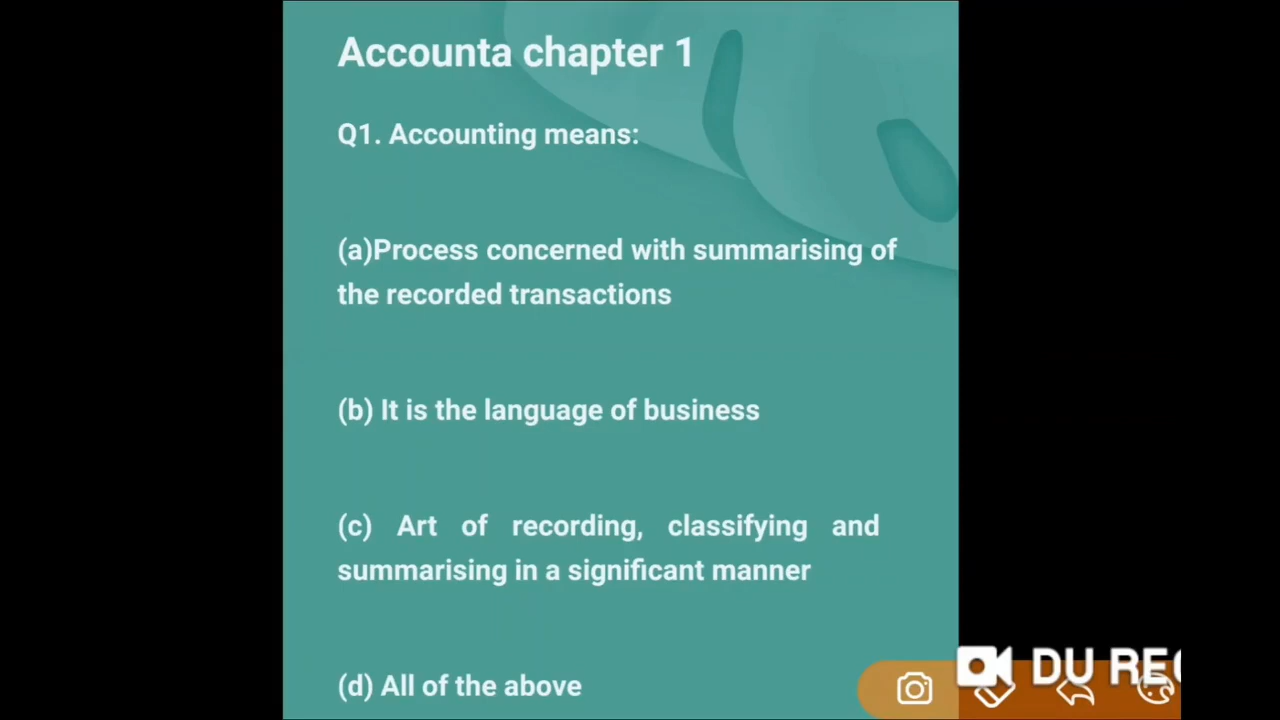 Accounta chapter 1
Q1. Accounting means:
(a)Process concerned with summarising of
the recorded transactions
(b) It is the language of business
(c) Art of recording, classifying and
summarising in a significant manner
(d) All of the above
DU REC